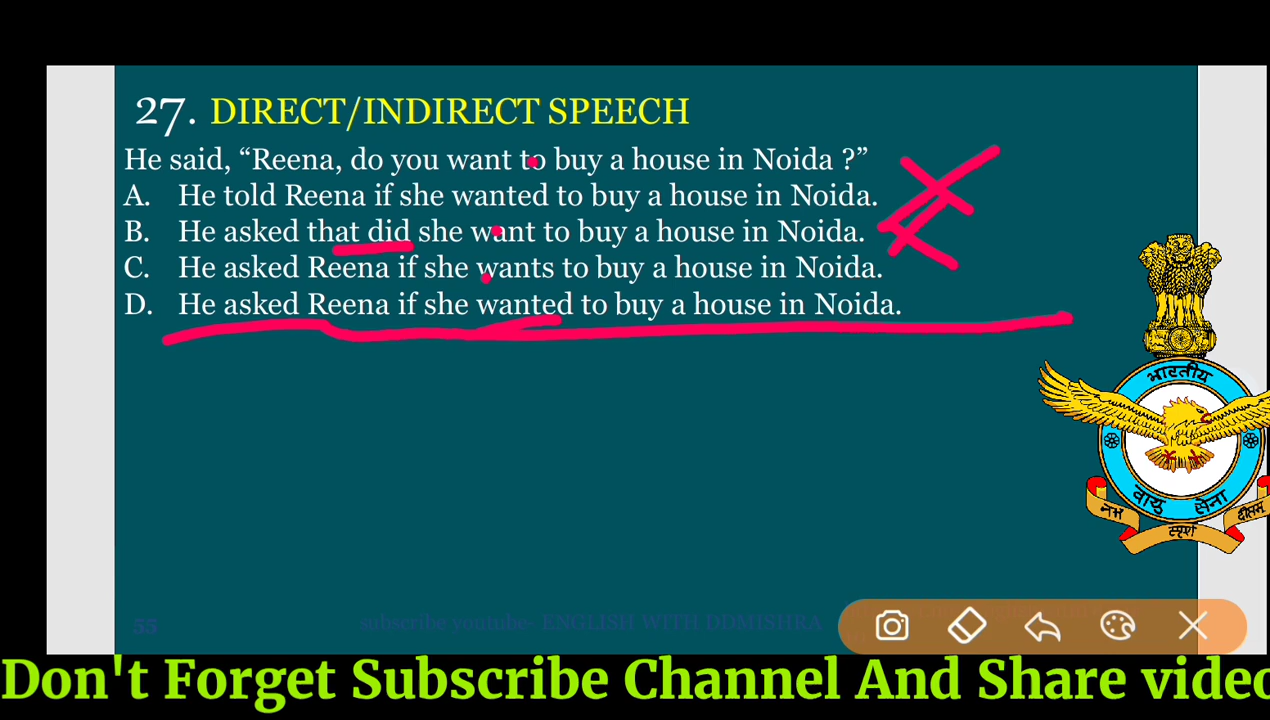 27. DIRECT/INDIRECT SPEECH
He said, “Reena, do you want to buy a house in Noida ?”
A. He told Reena if she wanted to buy a house in Noida.
B. He asked that did she want to buy a house in Noida.
C. He asked Reena if she wants to buy a house in Noida.
D. He asked Reena if she wanted to buy a house in Noida.
भारतीय
वायु सेना
नभः स्पृशं दीप्तम्
55 subscribe youtube- ENGLISH WITH DDMISHRA
Don't Forget Subscribe Channel And Share video